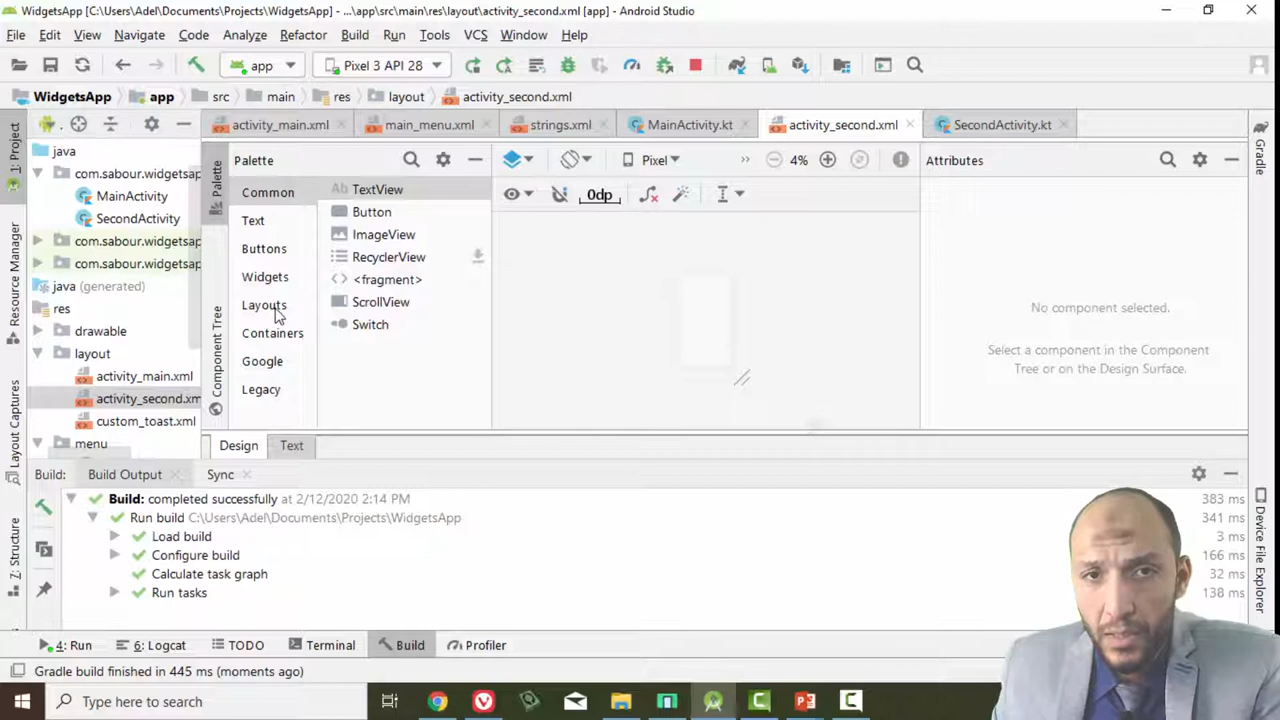 WidgetsApp [C:\Users\Adel\Documents\Projects\WidgetsApp] - ...\app\src\main\res\layout\activity_second.xml [app] - Android Studio
File Edit View Navigate Code Analyze Refactor Build Run Tools VCS Window Help
app Pixel 3 API 28
WidgetsApp app src main res layout activity_second.xml
activity_main.xml main_menu.xml strings.xml MainActivity.kt activity_second.xml SecondActivity.kt
1: Project
Resource Manager
Layout Captures
7: Structure
java
com.sabour.widgetsap
MainActivity
SecondActivity
com.sabour.widgetsap
com.sabour.widgetsap
java (generated)
res
drawable
layout
activity_main.xml
activity_second.xm
custom_toast.xml
menu
Palette
Component Tree
Palette
Common
Text
Buttons
Widgets
Layouts
Containers
Google
Legacy
Ab TextView
Button
ImageView
RecyclerView
<fragment>
ScrollView
Switch
Pixel 4%
0dp
Attributes
No component selected.
Select a component in the Component
Tree or on the Design Surface.
Gradle
Device File Explorer
Design Text
Build: Build Output Sync
Build: completed successfully at 2/12/2020 2:14 PM 383 ms
Run build C:\Users\Adel\Documents\Projects\WidgetsApp 341 ms
Load build 3 ms
Configure build 166 ms
Calculate task graph 32 ms
Run tasks 138 ms
4: Run 6: Logcat TODO Terminal Build Profiler
Gradle build finished in 445 ms (moments ago)
Type here to search